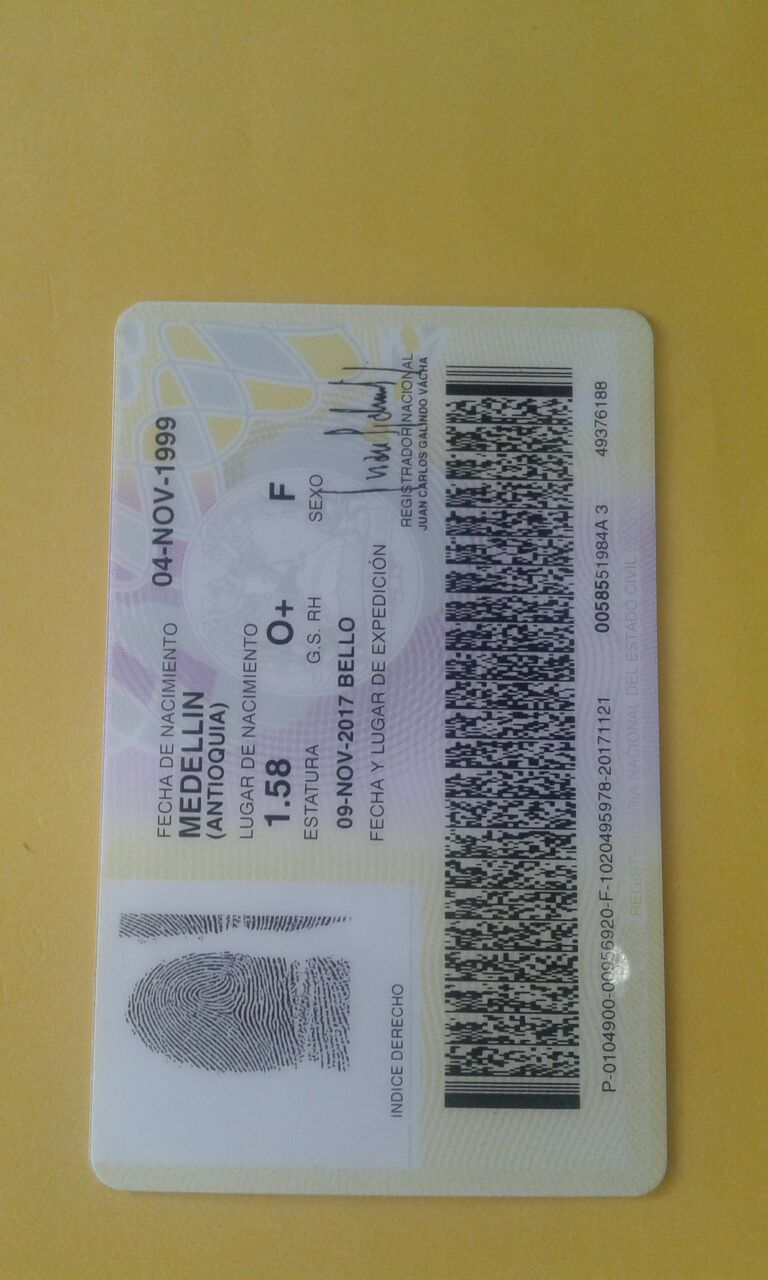 FECHA DE NACIMIENTO 04-NOV-1999
MEDELLIN
(ANTIOQUIA)
LUGAR DE NACIMIENTO
1.58 O+ F
ESTATURA G.S. RH SEXO
09-NOV-2017 BELLO
FECHA Y LUGAR DE EXPEDICIÓN
INDICE DERECHO
REGISTRADOR NACIONAL
JUAN CARLOS GALINDO VÁCHA
P-0104900-00956920-F-1020495978-20171121 0058551984A 3 49376188
REGISTRADURIA NACIONAL DEL ESTADO CIVIL